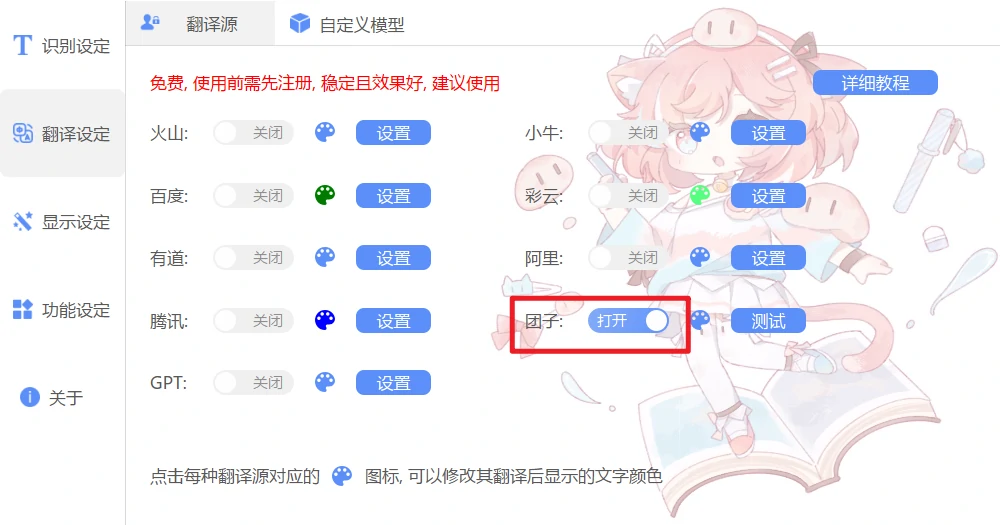 识别设定
翻译设定
显示设定
功能设定
关于
翻译源
自定义模型
免费, 使用前需先注册, 稳定且效果好, 建议使用
详细教程
火山: 关闭 设置
小牛: 关闭 设置
百度: 关闭 设置
彩云: 关闭 设置
有道: 关闭 设置
阿里: 关闭 设置
腾讯: 关闭 设置
团子: 打开 测试
GPT: 关闭 设置
点击每种翻译源对应的 图标, 可以修改其翻译后显示的文字颜色